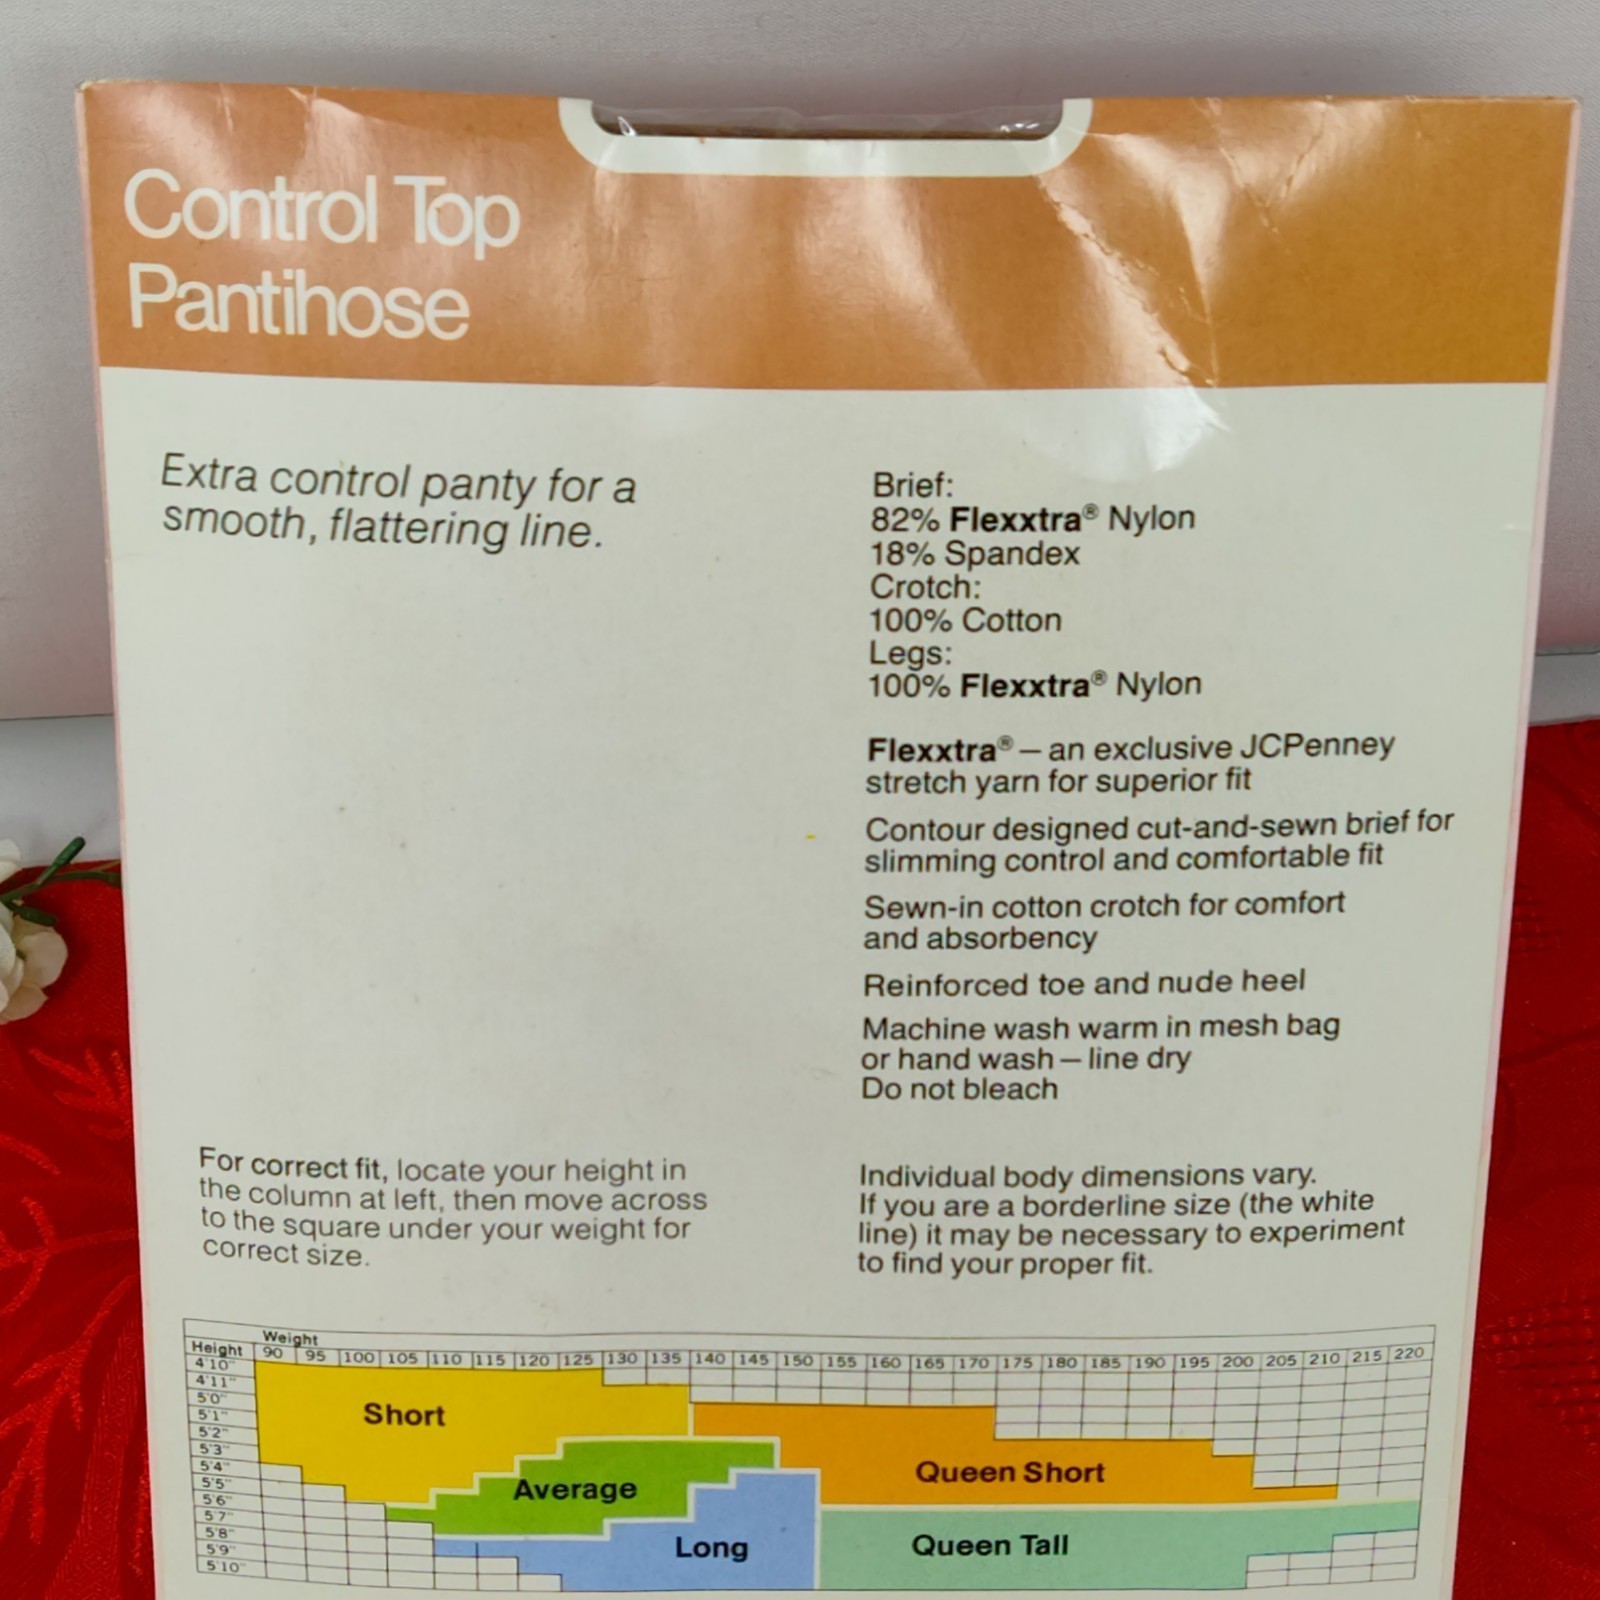 Control Top
Pantihose
Extra control panty for a
smooth, flattering line.
Brief:
82% Flexxtra® Nylon
18% Spandex
Crotch:
100% Cotton
Legs:
100% Flexxtra® Nylon
Flexxtra® — an exclusive JCPenney
stretch yarn for superior fit
Contour designed cut-and-sewn brief for
slimming control and comfortable fit
Sewn-in cotton crotch for comfort
and absorbency
Reinforced toe and nude heel
Machine wash warm in mesh bag
or hand wash — line dry
Do not bleach
For correct fit, locate your height in
the column at left, then move across
to the square under your weight for
correct size.
Individual body dimensions vary.
If you are a borderline size (the white
line) it may be necessary to experiment
to find your proper fit.
Weight
Height 90 95 100 105 110 115 120 125 130 135 140 145 150 155 160 165 170 175 180 185 190 195 200 205 210 215 220
4'10"
4'11"
5'0"
5'1"
5'2"
5'3"
5'4"
5'5"
5'6"
5'7"
5'8"
5'9"
5'10"
Short
Average
Queen Short
Long
Queen Tall